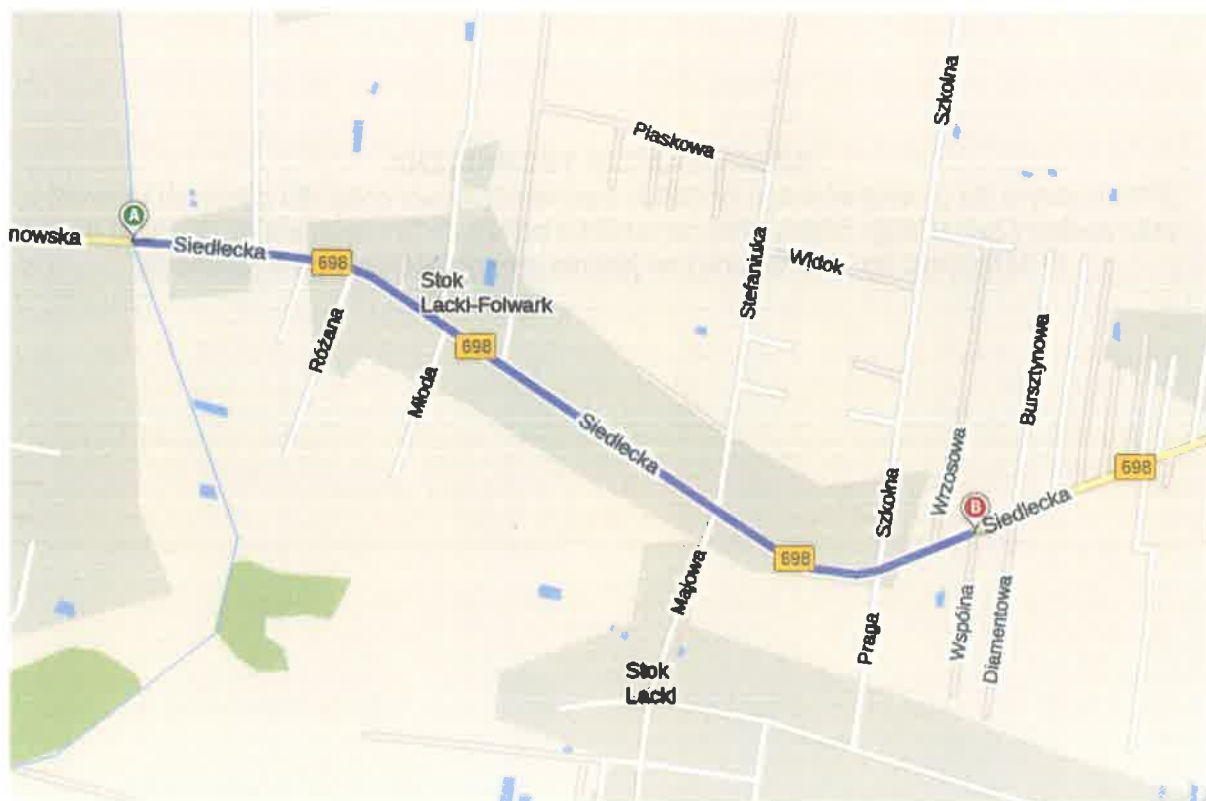 Szkolna
Piaskowa
A
nowska
Siedlecka
698
Stefaniuka
Widok
Stok
Lacki-Folwark
Różana
698
Młoda
Bursztynowa
Siedlecka
Wrzosowa
698
Szkolna
B
Siedlecka
698
Majowa
Praga
Wspólna
Diamentowa
Stok
Lacki